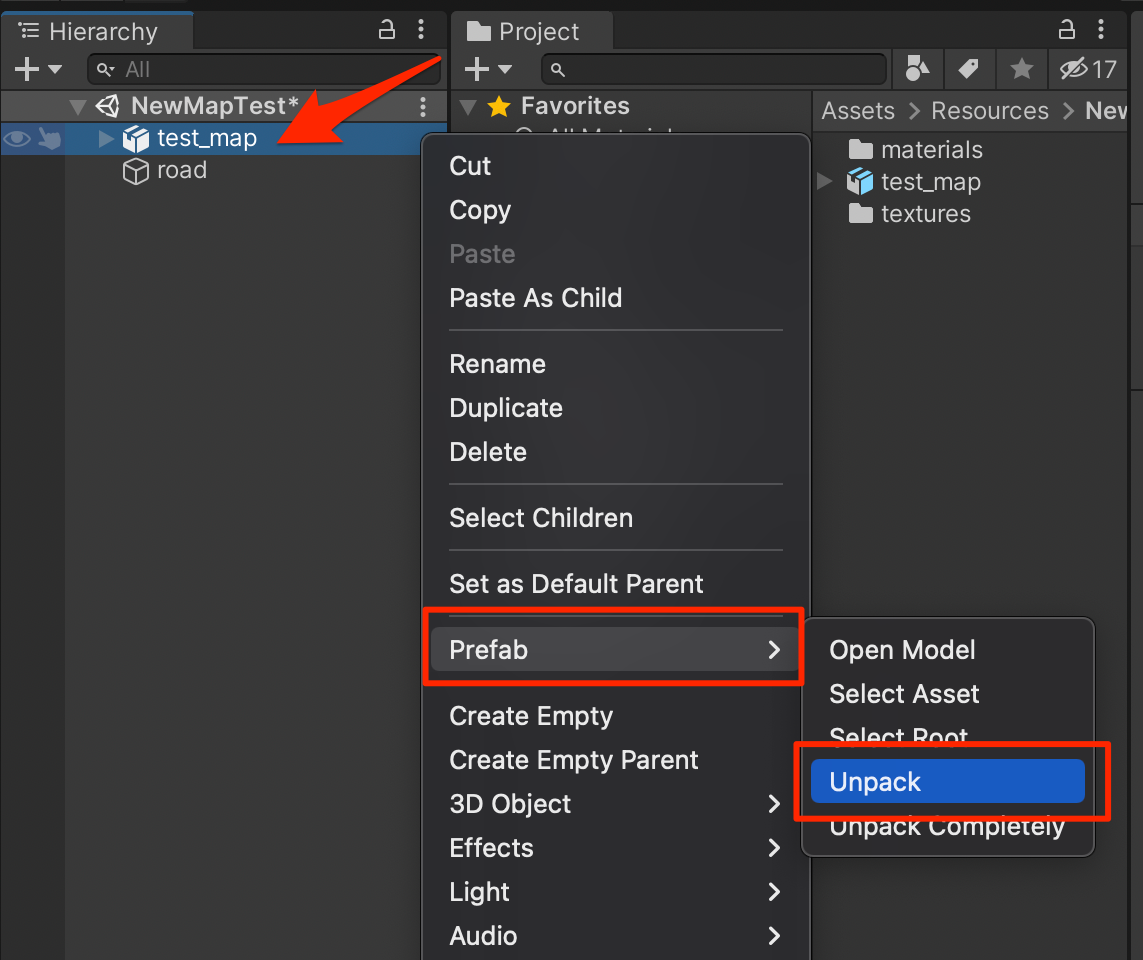 Hierarchy
All
NewMapTest*
test_map
road
Project
17
Favorites
All Material
Assets > Resources > New
materials
test_map
textures
Cut
Copy
Paste
Paste As Child
Rename
Duplicate
Delete
Select Children
Set as Default Parent
Prefab
Create Empty
Create Empty Parent
3D Object
Effects
Light
Audio
Open Model
Select Asset
Select Root
Unpack
Unpack Completely